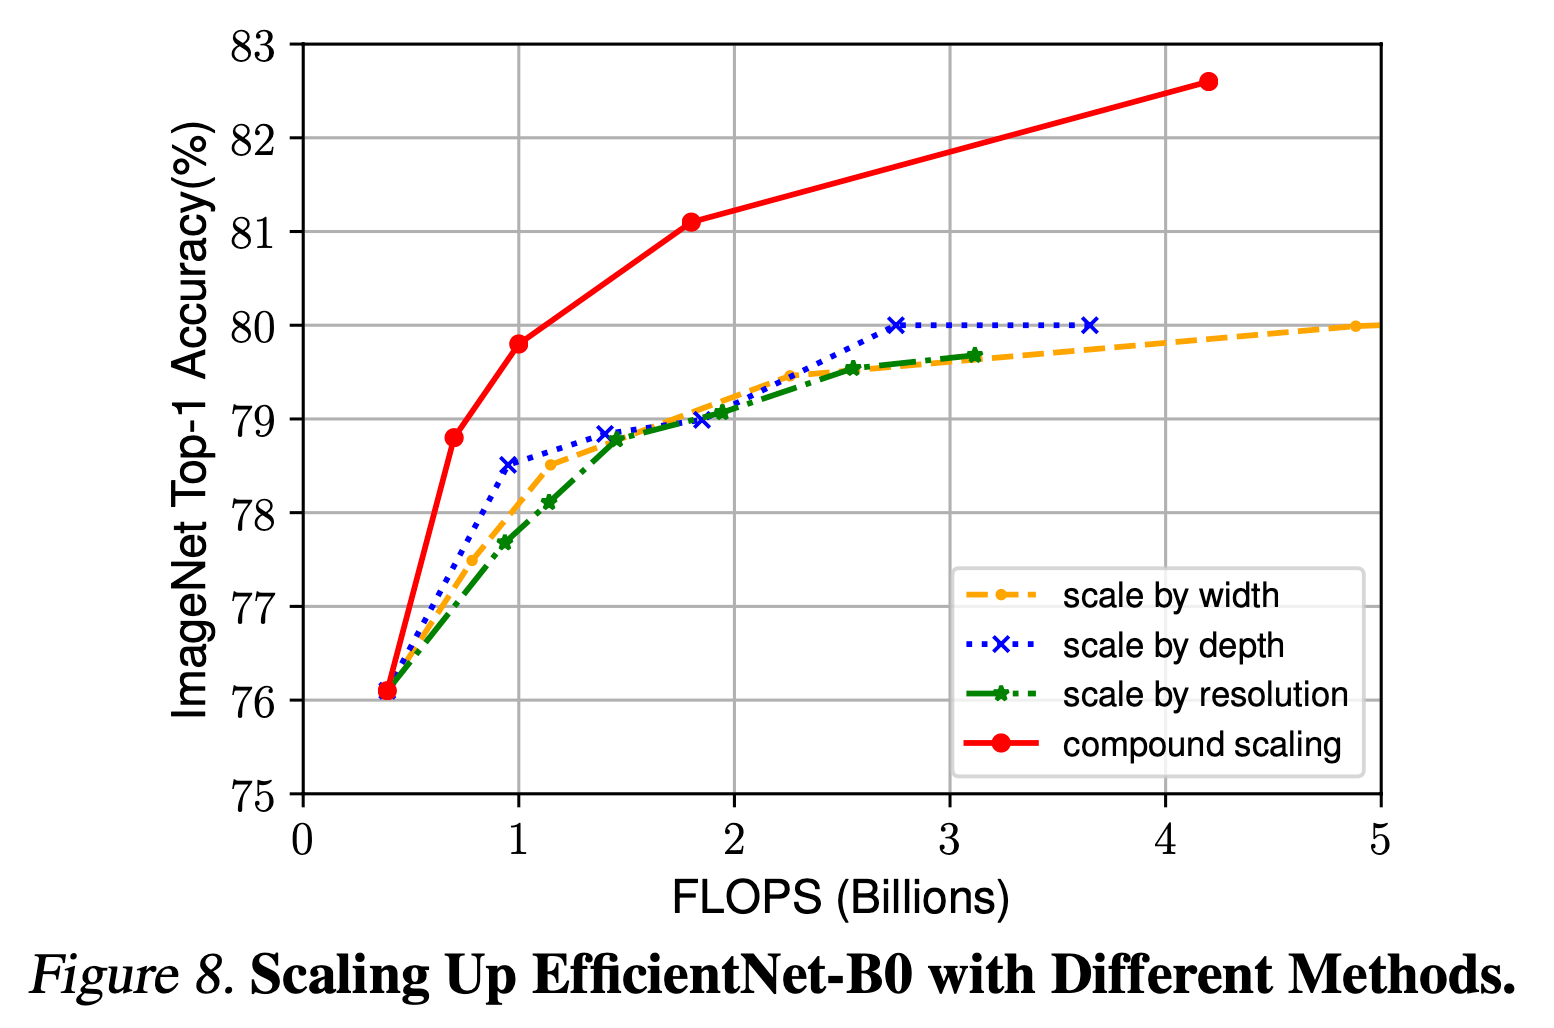 83
82
81
80
79
78
77
76
75
ImageNet Top-1 Accuracy(%)
scale by width
scale by depth
scale by resolution
compound scaling
0 1 2 3 4 5
FLOPS (Billions)
Figure 8. Scaling Up EfficientNet-B0 with Different Methods.